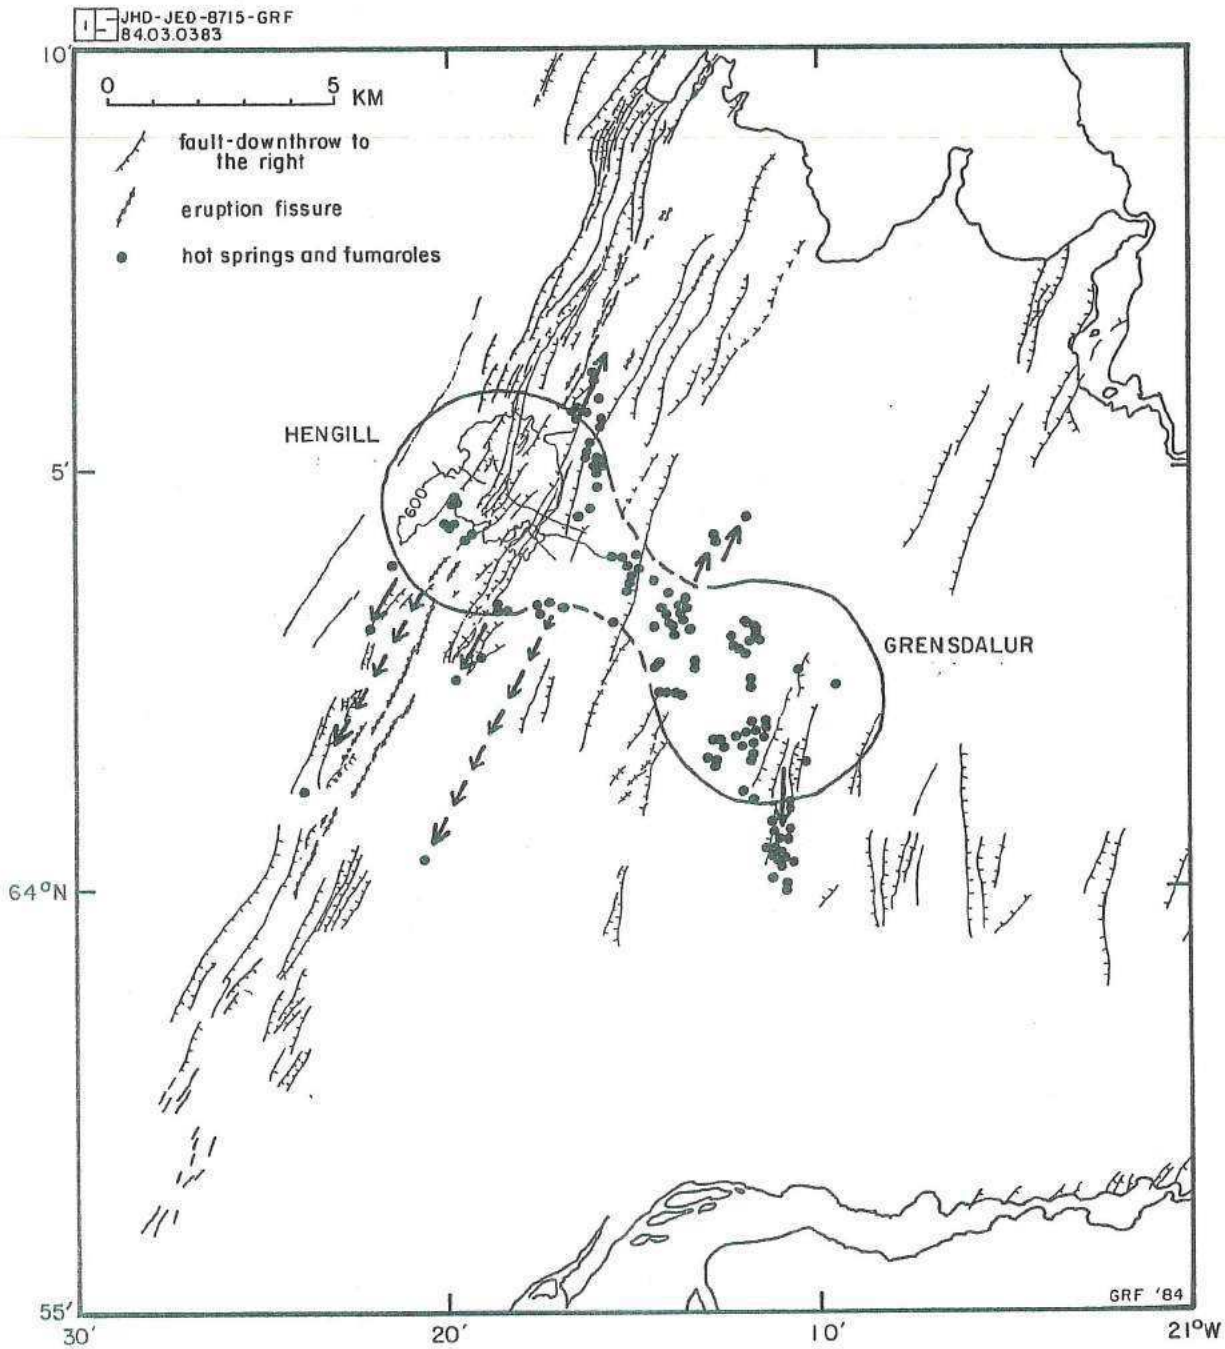 JHD-JED-8715-GRF
84.03.0383
10'
0 5 KM
fault-downthrow to
the right
eruption fissure
hot springs and fumaroles
HENGILL
5'
600
GRENSDALUR
64°N
55'
GRF '84
30' 20' 10' 21°W